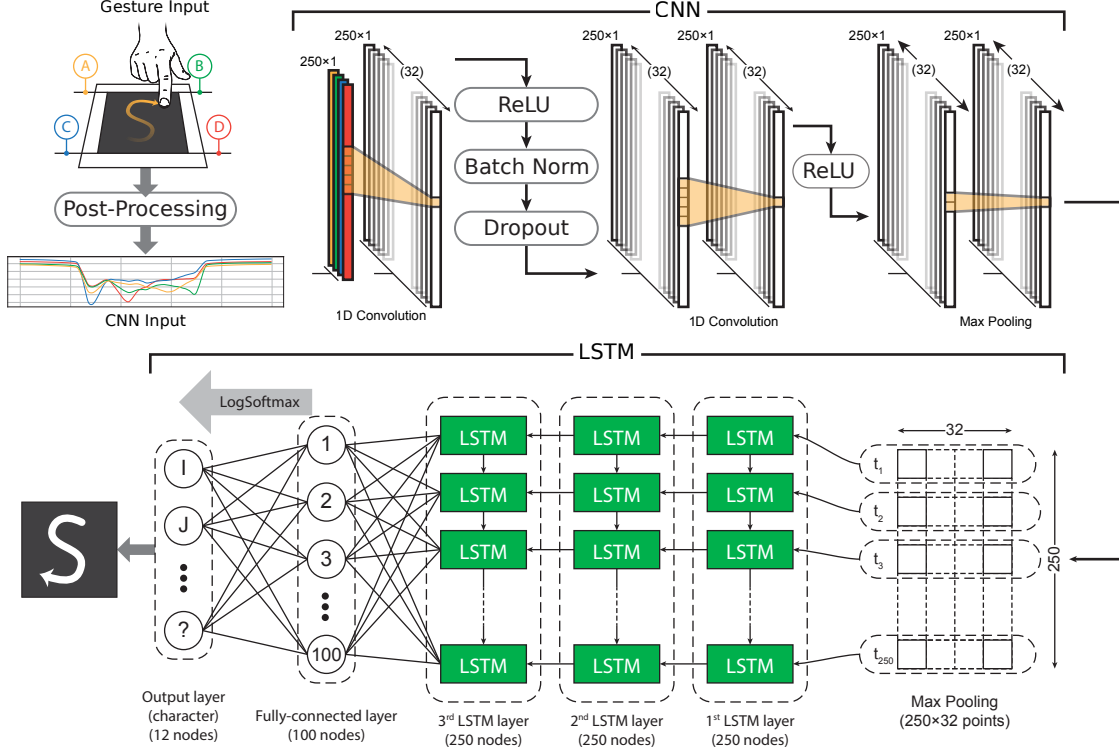 Gesture Input
A
B
C
D
Post-Processing
CNN Input
CNN
250×1
250×1
(32)
1D Convolution
ReLU
Batch Norm
Dropout
250×1
(32)
250×1
(32)
1D Convolution
ReLU
250×1
(32)
250×1
(32)
Max Pooling
LSTM
LogSoftmax
I
J
?
Output layer
(character)
(12 nodes)
1
2
3
100
Fully-connected layer
(100 nodes)
LSTM
LSTM
LSTM
LSTM
3rd LSTM layer
(250 nodes)
LSTM
LSTM
LSTM
LSTM
2nd LSTM layer
(250 nodes)
LSTM
LSTM
LSTM
LSTM
1st LSTM layer
(250 nodes)
32
t1
t2
t3
t250
250
Max Pooling
(250×32 points)